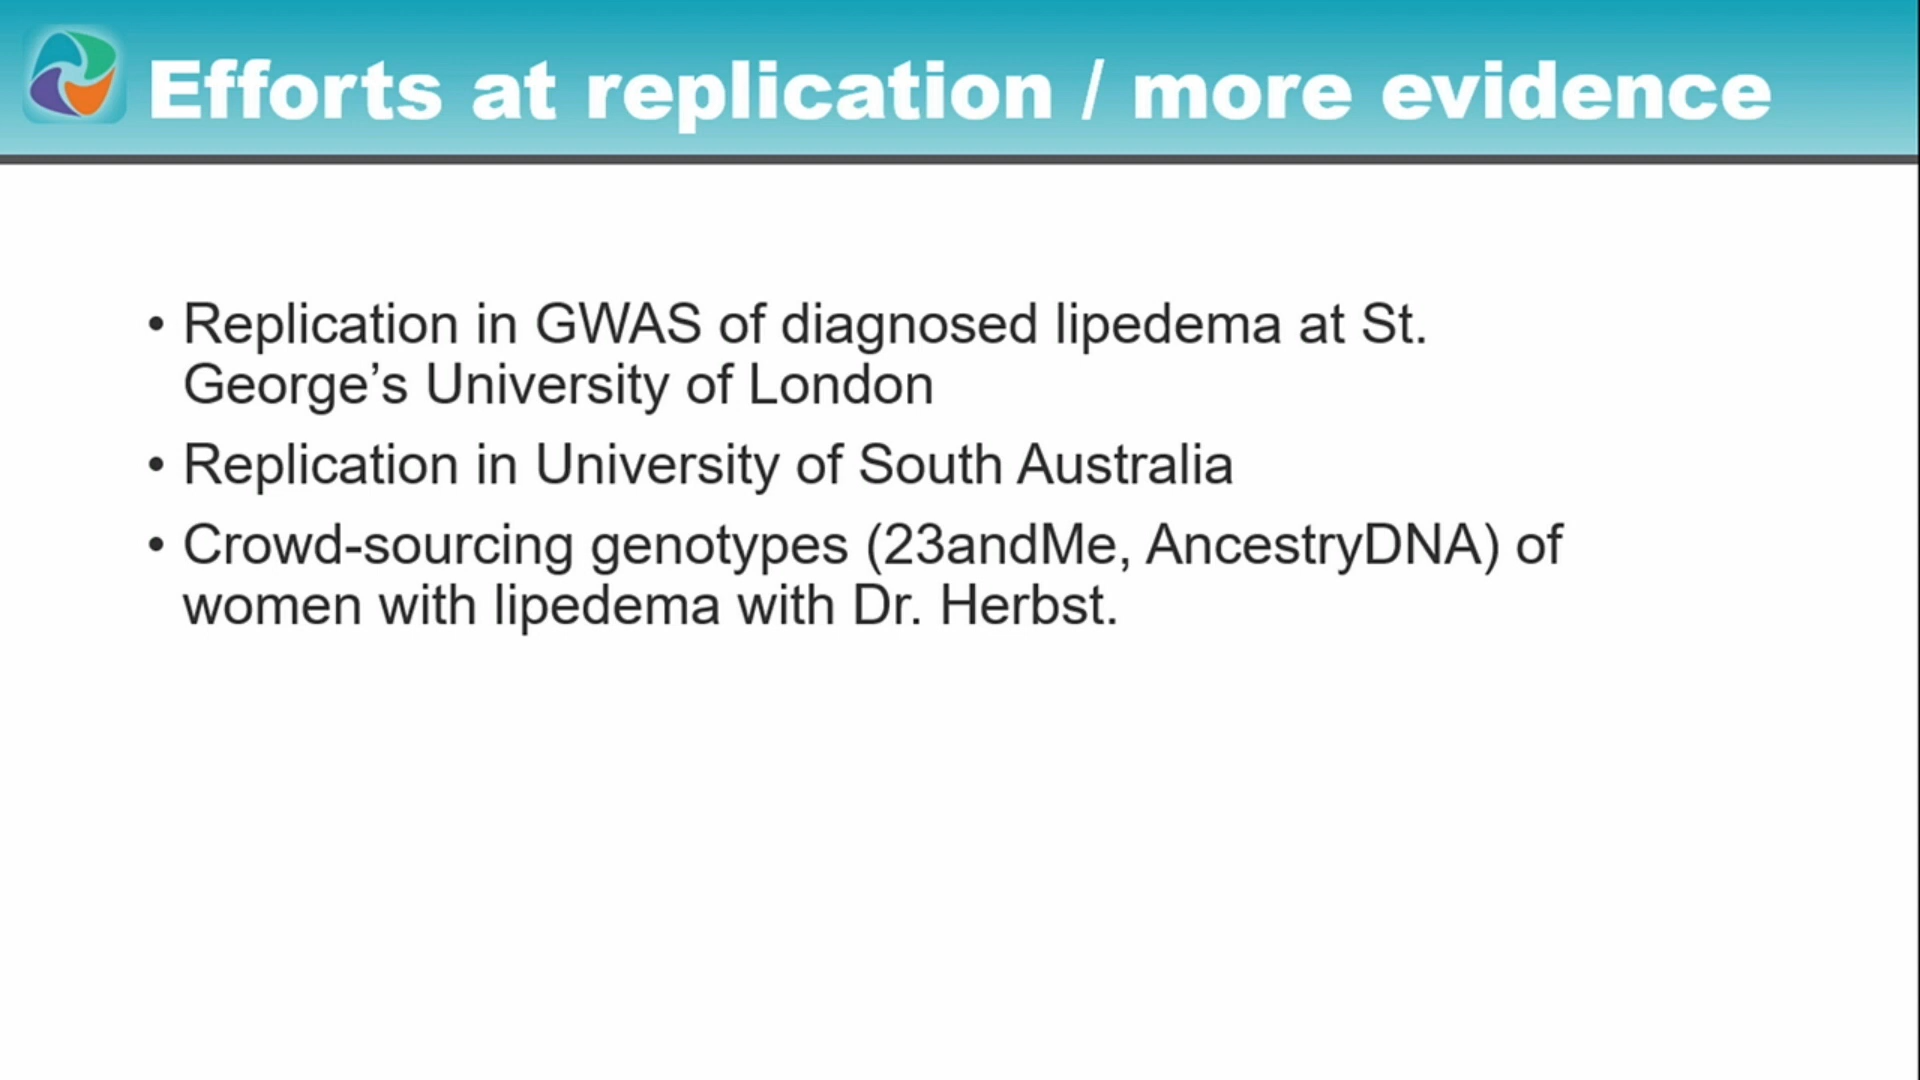 Efforts at replication / more evidence
• Replication in GWAS of diagnosed lipedema at St.
George’s University of London
• Replication in University of South Australia
• Crowd-sourcing genotypes (23andMe, AncestryDNA) of
women with lipedema with Dr. Herbst.